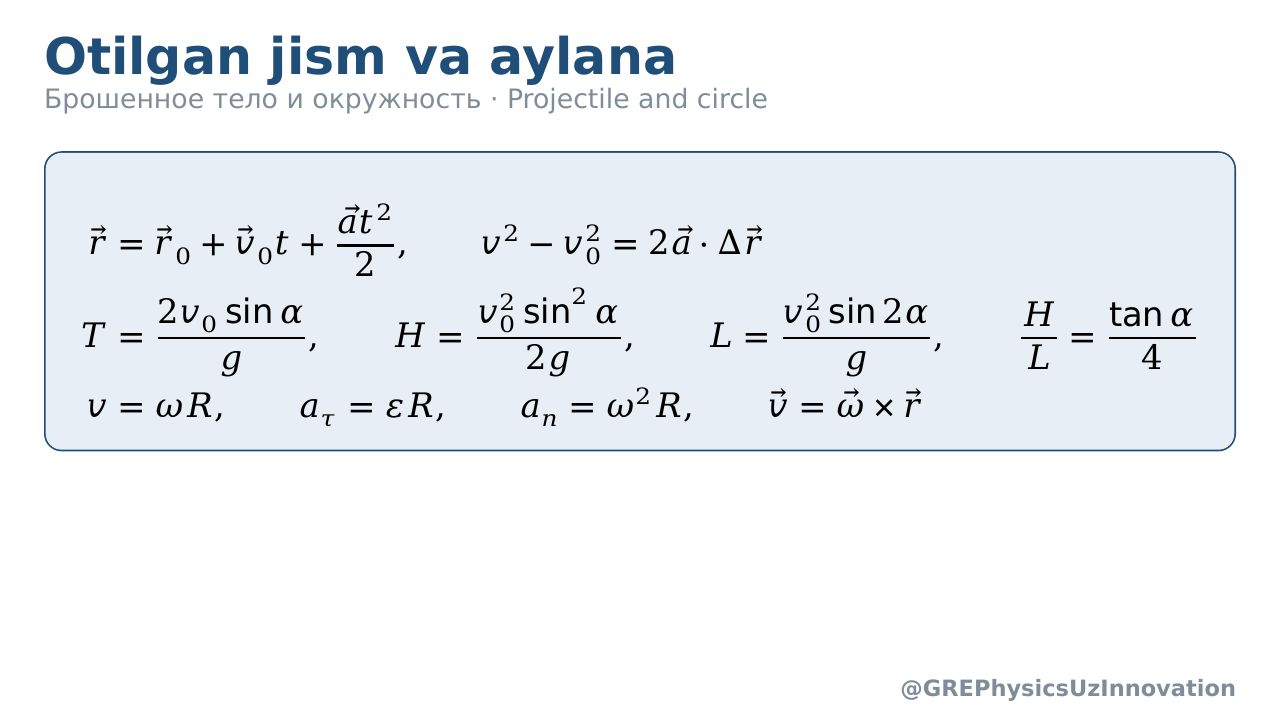 Otilgan jism va aylana
Брошенное тело и окружность · Projectile and circle
r⃗ = r⃗₀ + v⃗₀t + a⃗t²/2, v² − v₀² = 2a⃗ · Δr⃗
T = 2v₀ sin α/g, H = v₀² sin² α/2g, L = v₀² sin 2α/g, H/L = tan α/4
v = ωR, a_τ = εR, a_n = ω²R, v⃗ = ω⃗ × r⃗
@GREPhysicsUzInnovation